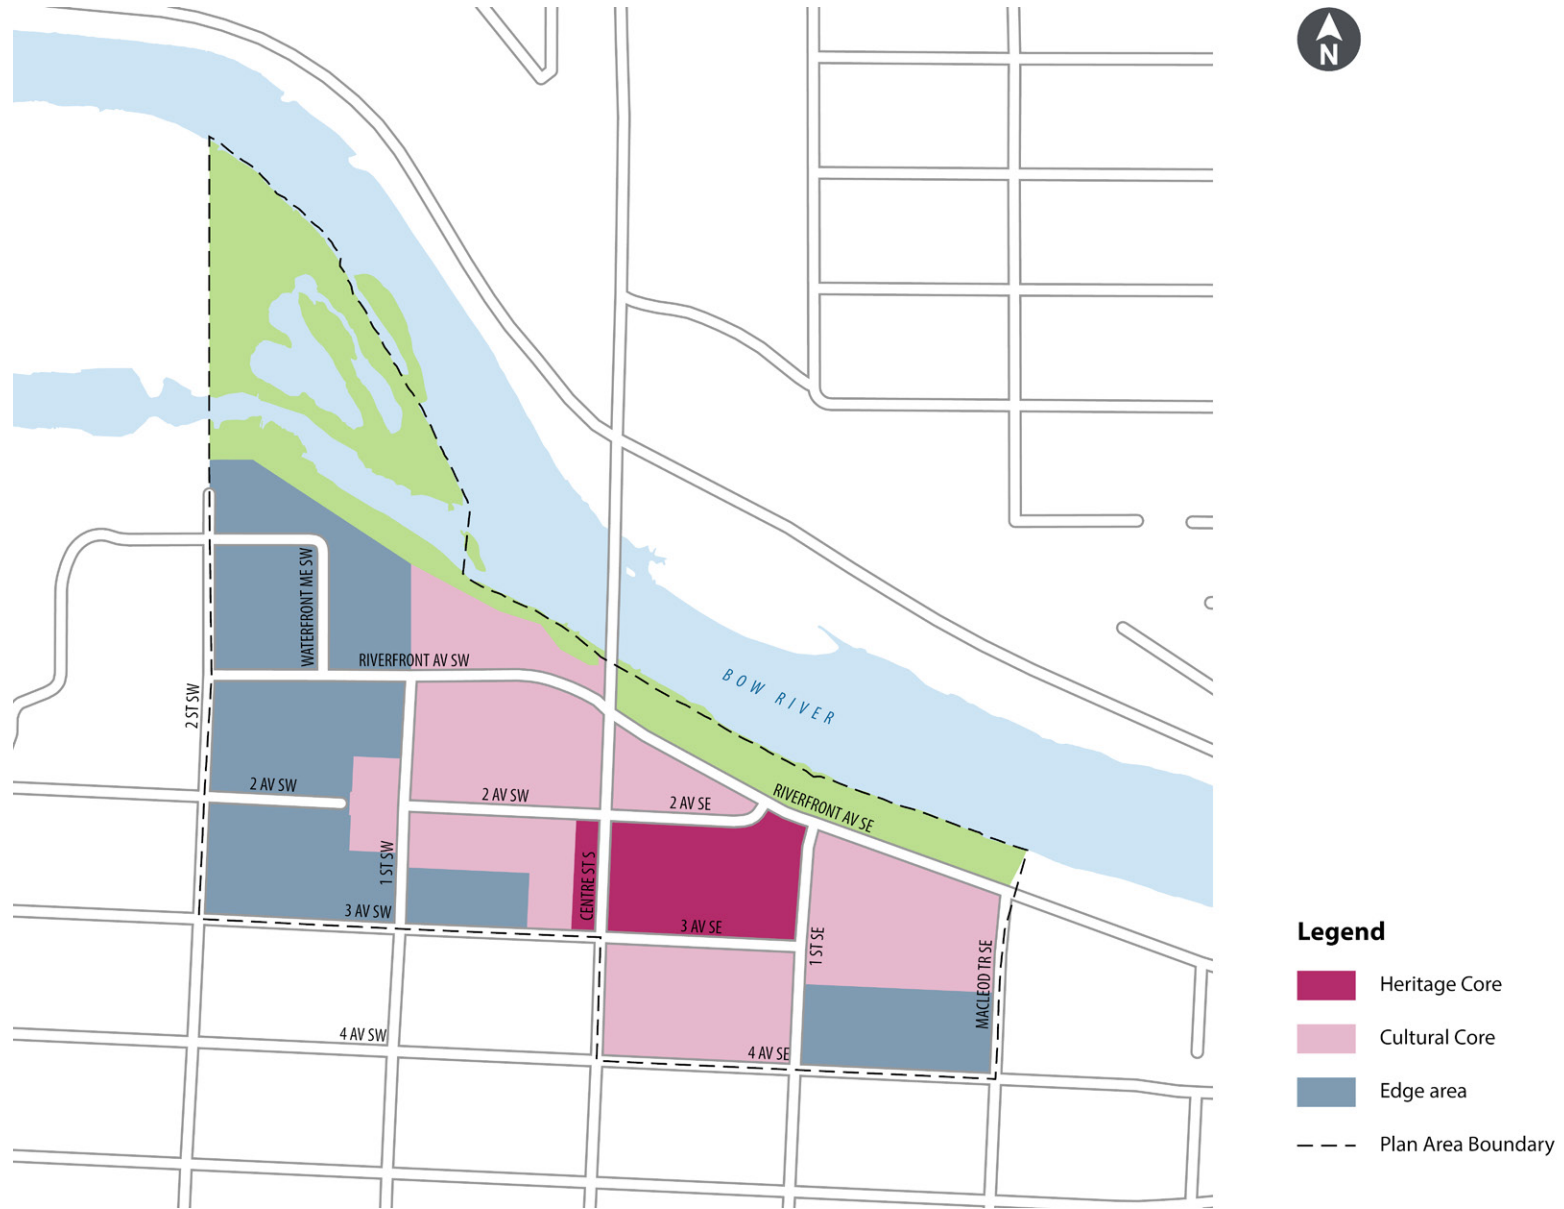 N
WATERFRONT ME SW
RIVERFRONT AV SW
2 ST SW
BOW RIVER
2 AV SW
2 AV SW
2 AV SE
RIVERFRONT AV SE
1 ST SW
CENTRE ST S
3 AV SW
3 AV SE
1 ST SE
MACLEOD TR SE
4 AV SW
4 AV SE
Legend
Heritage Core
Cultural Core
Edge area
Plan Area Boundary